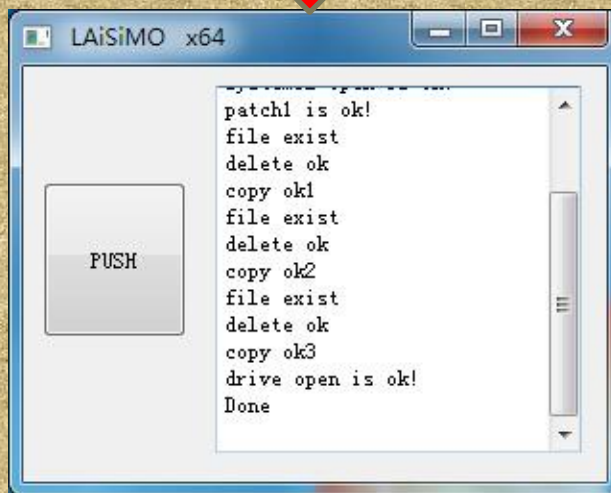 LAiSiMO x64
PUSH
patch1 is ok!
file exist
delete ok
copy ok1
file exist
delete ok
copy ok2
file exist
delete ok
copy ok3
drive open is ok!
Done